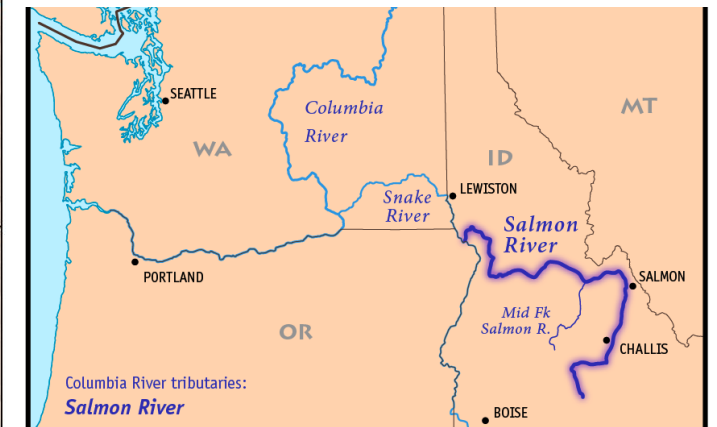 SEATTLE
Columbia
River
MT
WA
ID
LEWISTON
Snake
River
Salmon
River
PORTLAND
SALMON
Mid Fk
Salmon R.
OR
CHALLIS
Columbia River tributaries:
Salmon River
BOISE